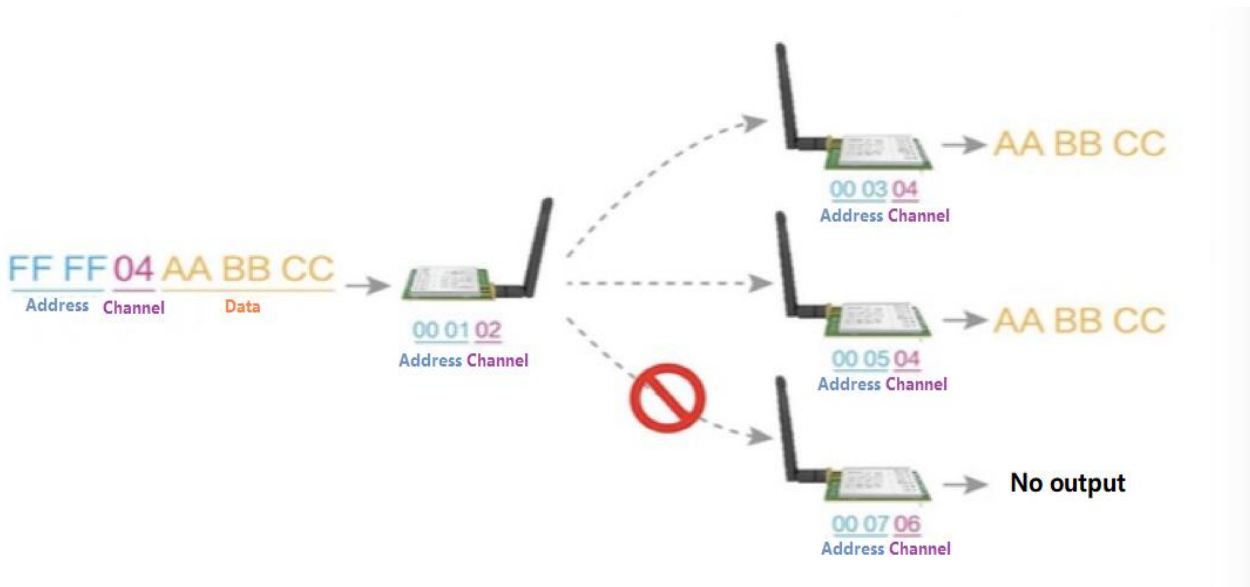 AA BB CC
00 03 04
Address Channel
FF FF 04 AA BB CC
Address Channel Data
00 01 02
Address Channel
AA BB CC
00 05 04
Address Channel
No output
00 07 06
Address Channel